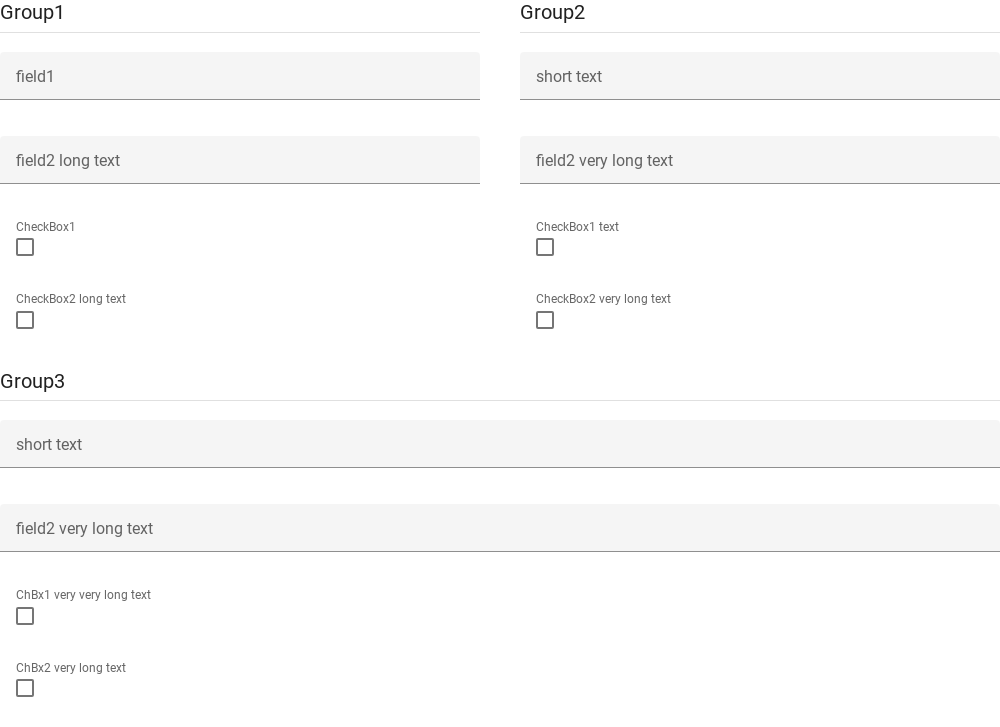 Group1
field1
field2 long text
CheckBox1
CheckBox2 long text
Group2
short text
field2 very long text
CheckBox1 text
CheckBox2 very long text
Group3
short text
field2 very long text
ChBx1 very very long text
ChBx2 very long text